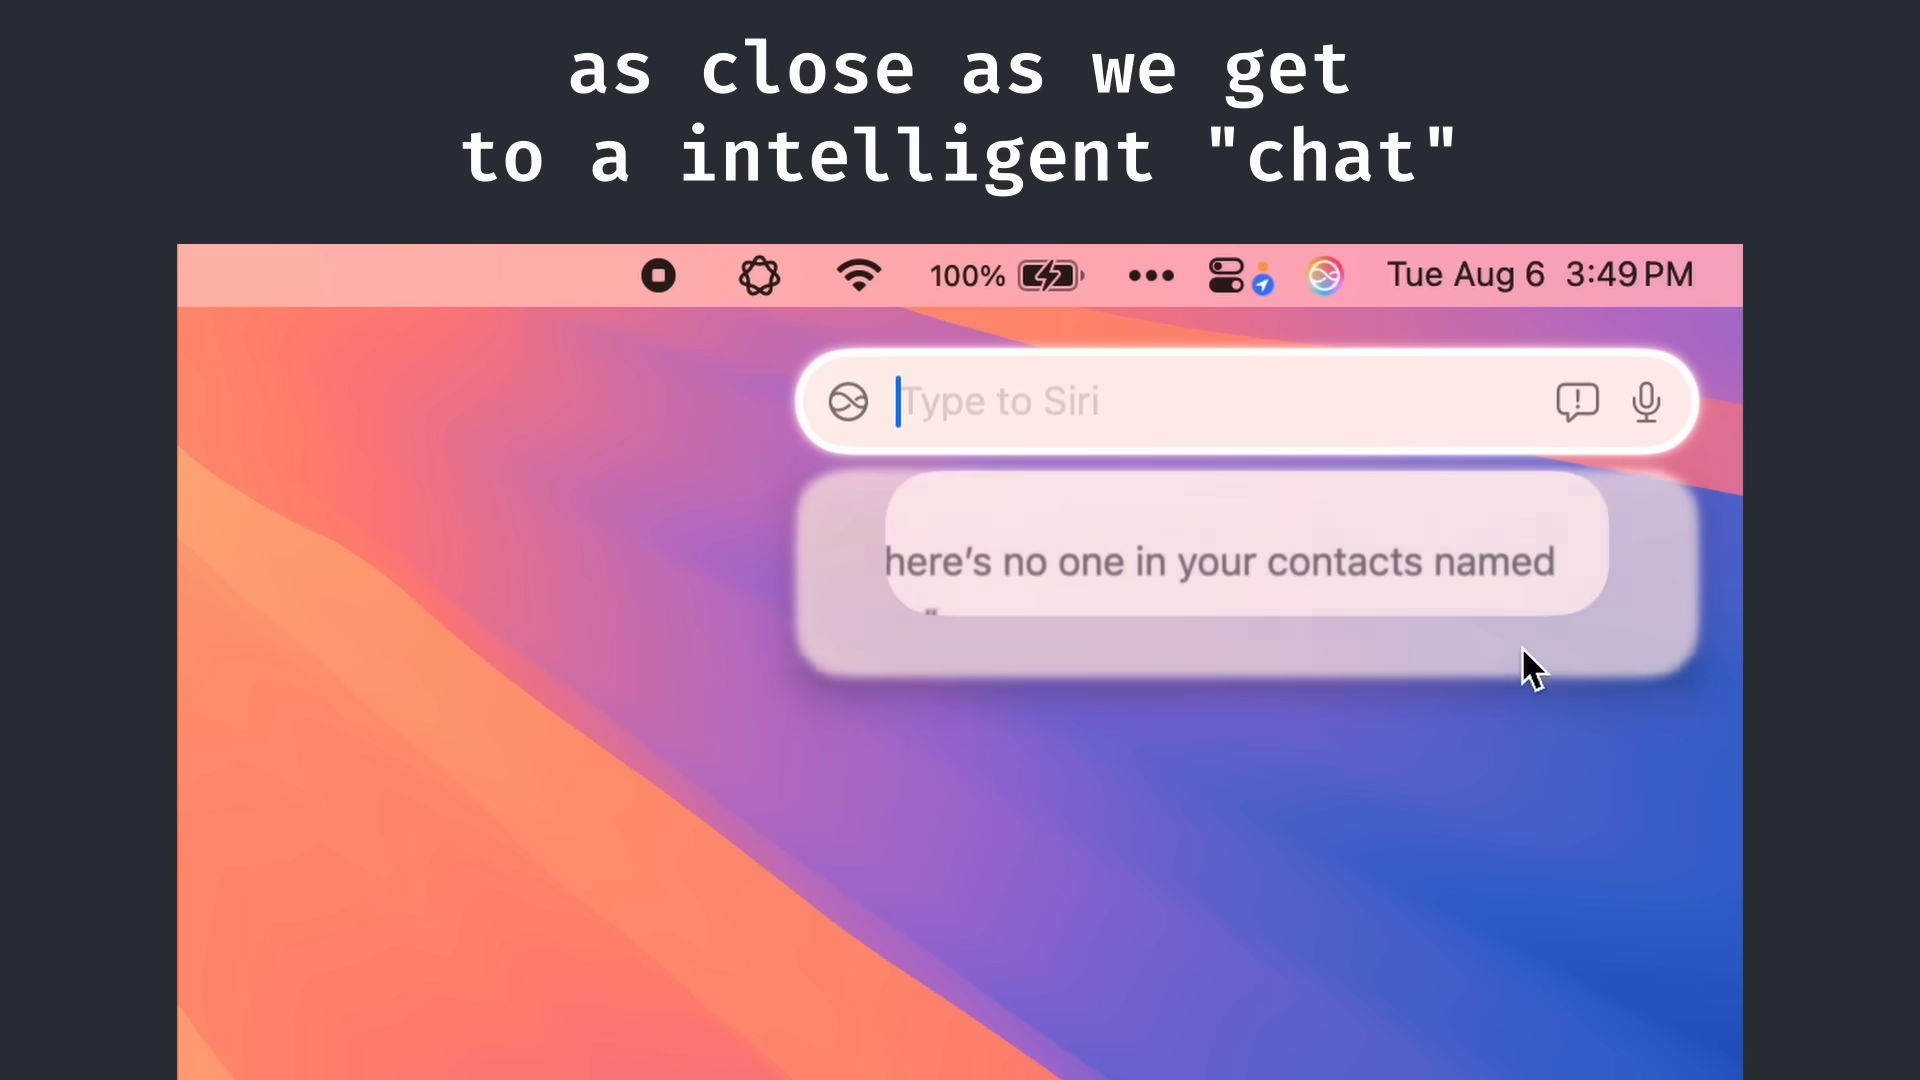 as close as we get
to a intelligent "chat"
100% Tue Aug 6 3:49 PM
Type to Siri
here's no one in your contacts named
"